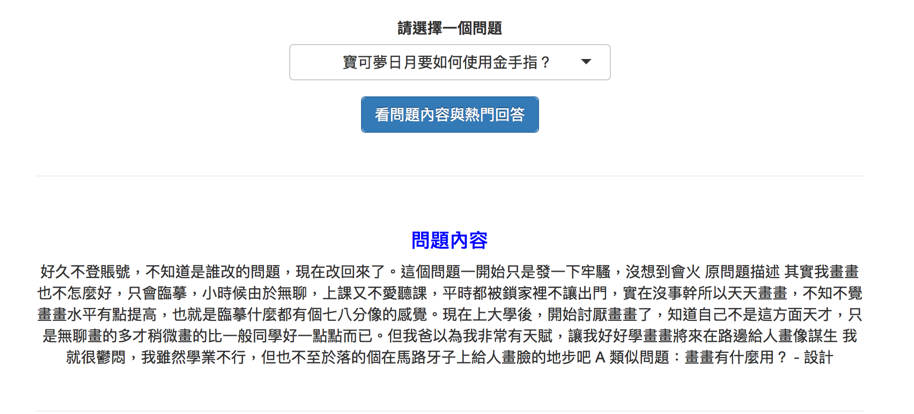 請選擇一個問題
寶可夢日月要如何使用金手指？
看問題內容與熱門回答
問題內容
好久不登賬號，不知道是誰改的問題，現在改回來了。這個問題一開始只是發一下牢騷，沒想到會火 原問題描述 其實我畫畫
也不怎麼好，只會臨摹，小時候由於無聊，上課又不愛聽課，平時都被鎖家裡不讓出門，實在沒事幹所以天天畫畫，不知不覺
畫畫水平有點提高，也就是臨摹什麼都有個七八分像的感覺。現在上大學後，開始討厭畫畫了，知道自己不是這方面天才，只
是無聊畫的多才稍微畫的比一般同學好一點點而已。但我爸以為我非常有天賦，讓我好好學畫畫將來在路邊給人畫像謀生 我
就很鬱悶，我雖然學業不行，但也不至於落的個在馬路牙子上給人畫臉的地步吧 A 類似問題：畫畫有什麼用？ - 設計